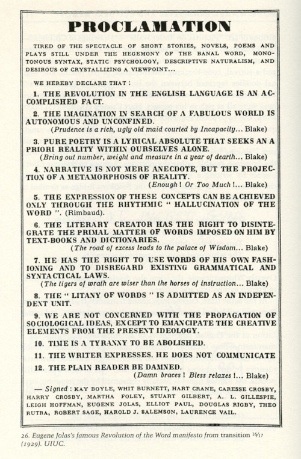 PROCLAMATION
TIRED OF THE SPECTACLE OF SHORT STORIES, NOVELS, POEMS AND
PLAYS STILL UNDER THE HEGEMONY OF THE BANAL WORD, MONO-
TONOUS SYNTAX, STATIC PSYCHOLOGY, DESCRIPTIVE NATURALISM, AND
DESIROUS OF CRYSTALLIZING A VIEWPOINT...
WE HEREBY DECLARE THAT :
1. THE REVOLUTION IN THE ENGLISH LANGUAGE IS AN AC-
COMPLISHED FACT.
2. THE IMAGINATION IN SEARCH OF A FABULOUS WORLD IS
AUTONOMOUS AND UNCONFINED.
(Prudence is a rich, ugly old maid courted by Incapacity... Blake)
3. PURE POETRY IS A LYRICAL ABSOLUTE THAT SEEKS AN A
PRIORI REALITY WITHIN OURSELVES ALONE.
(Bring out number, weight and measure in a year of dearth... Blake)
4. NARRATIVE IS NOT MERE ANECDOTE, BUT THE PROJEC-
TION OF A METAMORPHOSIS OF REALITY.
(Enough ! Or Too Much !... Blake)
5. THE EXPRESSION OF THESE CONCEPTS CAN BE ACHIEVED
ONLY THROUGH THE RHYTHMIC " HALLUCINATION OF THE
WORD ". (Rimbaud).
6. THE LITERARY CREATOR HAS THE RIGHT TO DISINTE-
GRATE THE PRIMAL MATTER OF WORDS IMPOSED ON HIM BY
TEXT-BOOKS AND DICTIONARIES.
(The road of excess leads to the palace of Wisdom... Blake)
7. HE HAS THE RIGHT TO USE WORDS OF HIS OWN FASH-
IONING AND TO DISREGARD EXISTING GRAMMATICAL AND
SYNTACTICAL LAWS.
(The tigers of wrath are wiser than the horses of instruction... Blake)
8. THE " LITANY OF WORDS " IS ADMITTED AS AN INDEPEN-
DENT UNIT.
9. WE ARE NOT CONCERNED WITH THE PROPAGATION OF
SOCIOLOGICAL IDEAS, EXCEPT TO EMANCIPATE THE CREATIVE
ELEMENTS FROM THE PRESENT IDEOLOGY.
10. TIME IS A TYRANNY TO BE ABOLISHED.
11. THE WRITER EXPRESSES. HE DOES NOT COMMUNICATE
12. THE PLAIN READER BE DAMNED.
(Damn braces ! Bless relaxes !... Blake)
— Signed : KAY BOYLE, WHIT BURNETT, HART CRANE, CARESSE CROSBY,
HARRY CROSBY, MARTHA FOLEY, STUART GILBERT, A. L. GILLESPIE,
LEIGH HOFFMAN, EUGENE JOLAS, ELLIOT PAUL, DOUGLAS RIGBY, THEO
RUTRA, ROBERT SAGE, HAROLD J. SALEMSON, LAURENCE VAIL.
26. Eugene Jolas's famous Revolution of the Word manifesto from transition
(1929). UIUC.